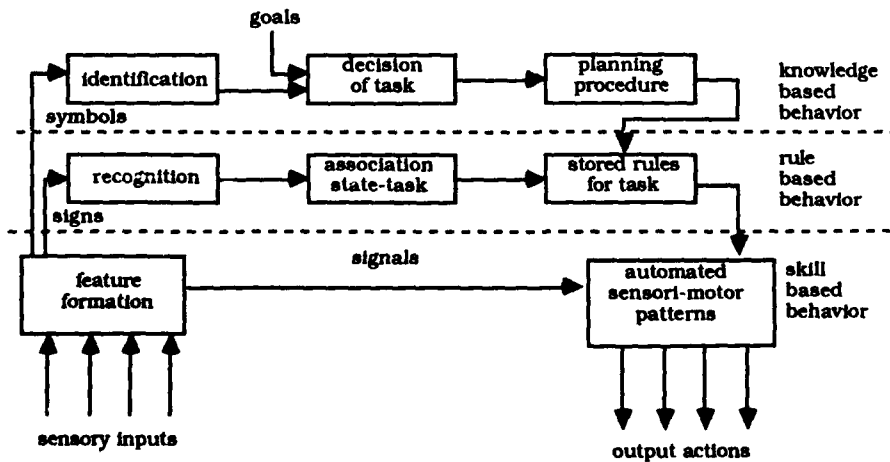 goals
identification
decision
of task
planning
procedure
knowledge
based
behavior
symbols
recognition
association
state-task
stored rules
for task
rule
based
behavior
signs
signals
feature
formation
automated
sensori-motor
patterns
skill
based
behavior
sensory inputs
output actions